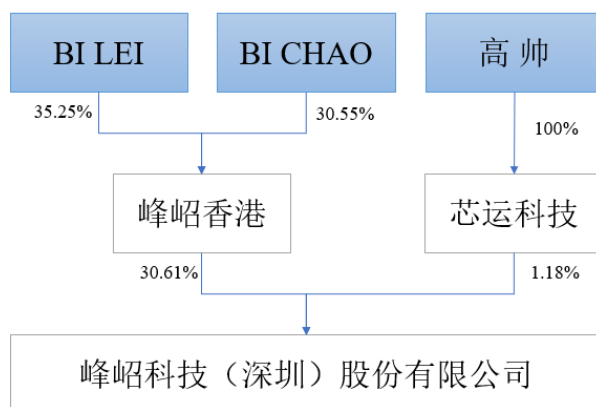 BI LEI
BI CHAO
高 帅
35.25%
30.55%
100%
峰岹香港
芯运科技
30.61%
1.18%
峰岹科技（深圳）股份有限公司